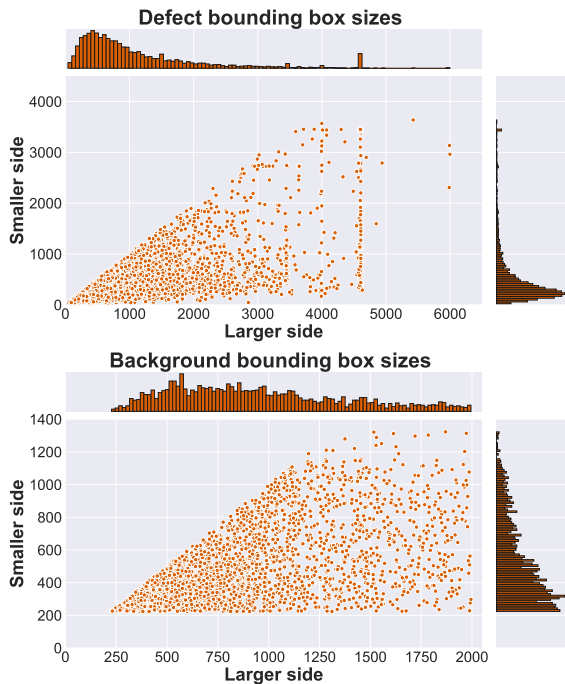 Defect bounding box sizes
4000
3000
2000
1000
0
Smaller side
0 1000 2000 3000 4000 5000 6000
Larger side
Background bounding box sizes
1400
1200
1000
800
600
400
200
0
Smaller side
0 250 500 750 1000 1250 1500 1750 2000
Larger side